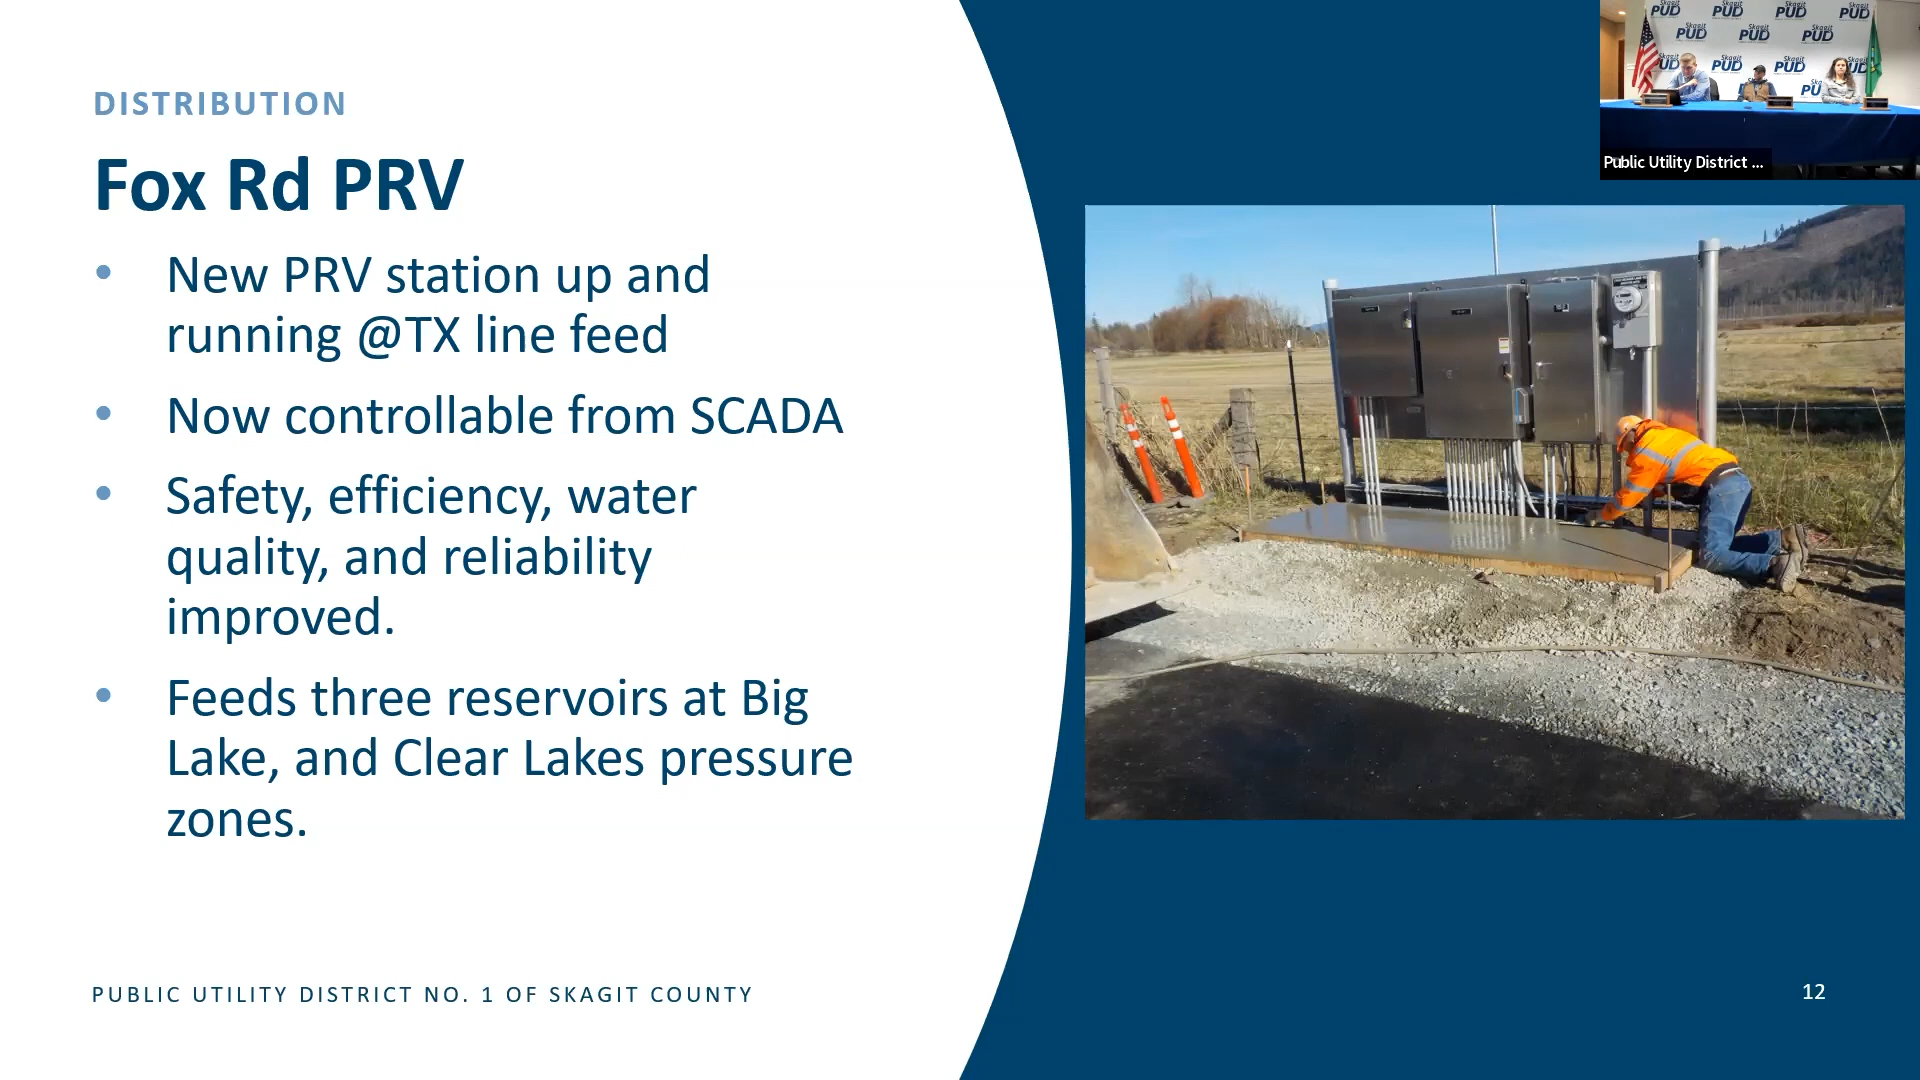 DISTRIBUTION
Fox Rd PRV
• New PRV station up and
running @TX line feed
• Now controllable from SCADA
• Safety, efficiency, water
quality, and reliability
improved.
• Feeds three reservoirs at Big
Lake, and Clear Lakes pressure
zones.
PUBLIC UTILITY DISTRICT NO. 1 OF SKAGIT COUNTY
12
Skagit PUD
Public Utility District ...